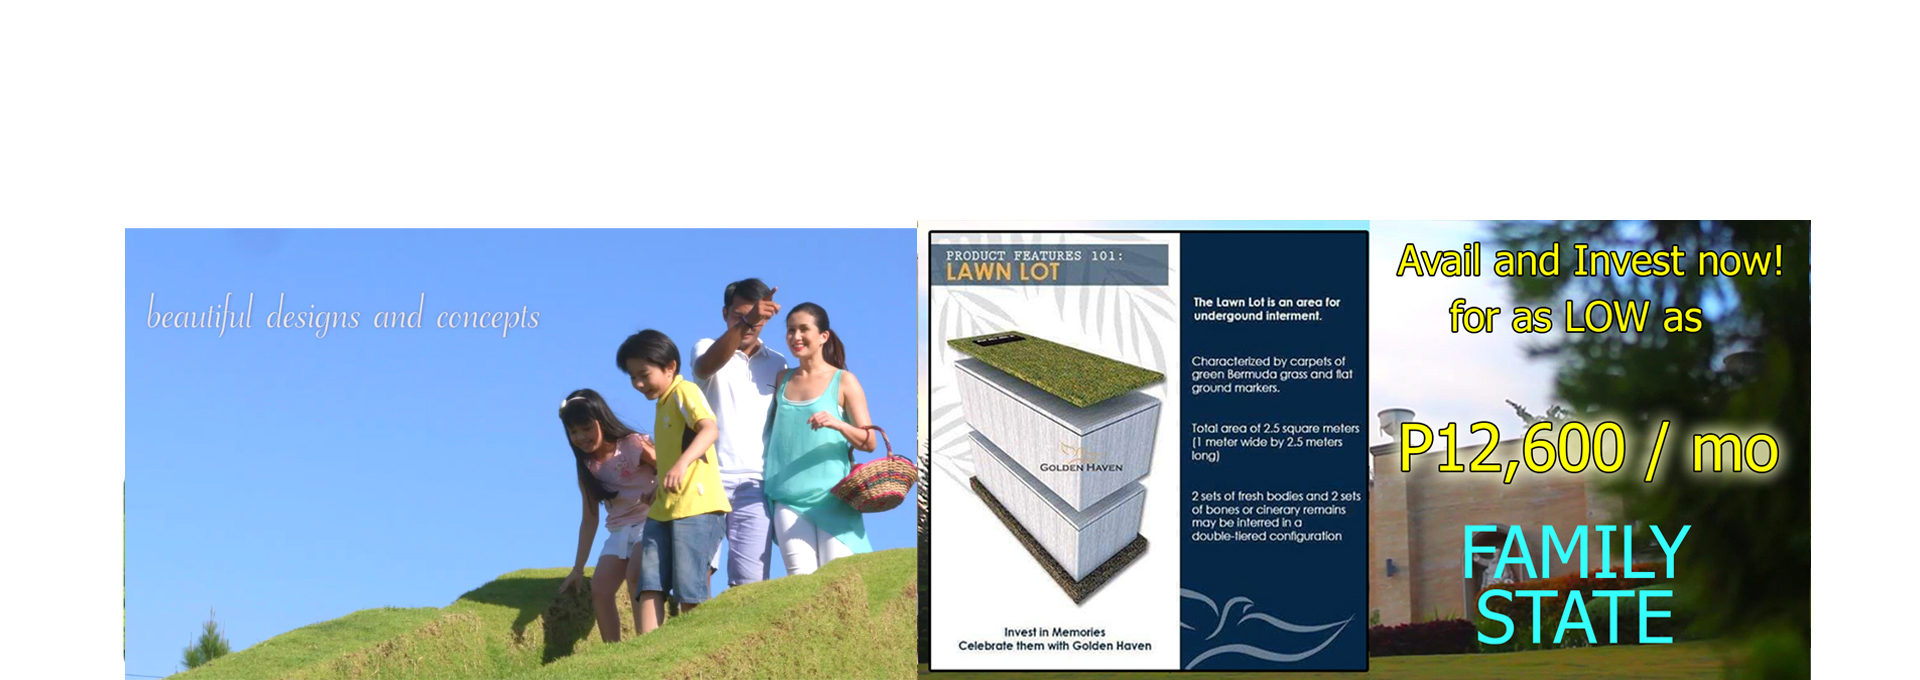 beautiful designs and concepts
PRODUCT FEATURES 101:
LAWN LOT
GOLDEN HAVEN
Invest in Memories
Celebrate them with Golden Haven
The Lawn Lot is an area for
undergound interment.
Characterized by carpets of
green Bermuda grass and flat
ground markers.
Total area of 2.5 square meters
(1 meter wide by 2.5 meters
long)
2 sets of fresh bodies and 2 sets
of bones or cinerary remains
may be interred in a
double-tiered configuration
Avail and Invest now!
for as LOW as
P12,600 / mo
FAMILY
STATE